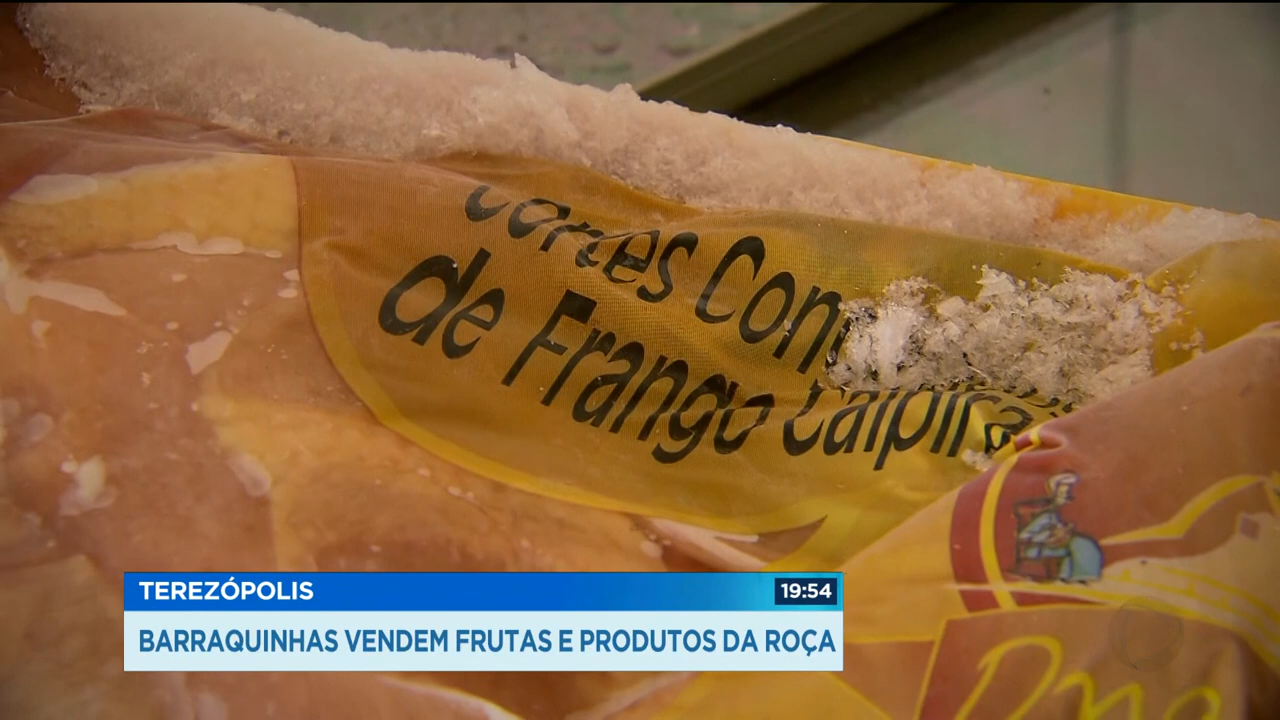 Cortes Con
de Frango Caipira
TEREZÓPOLIS
19:54
BARRAQUINHAS VENDEM FRUTAS E PRODUTOS DA ROÇA